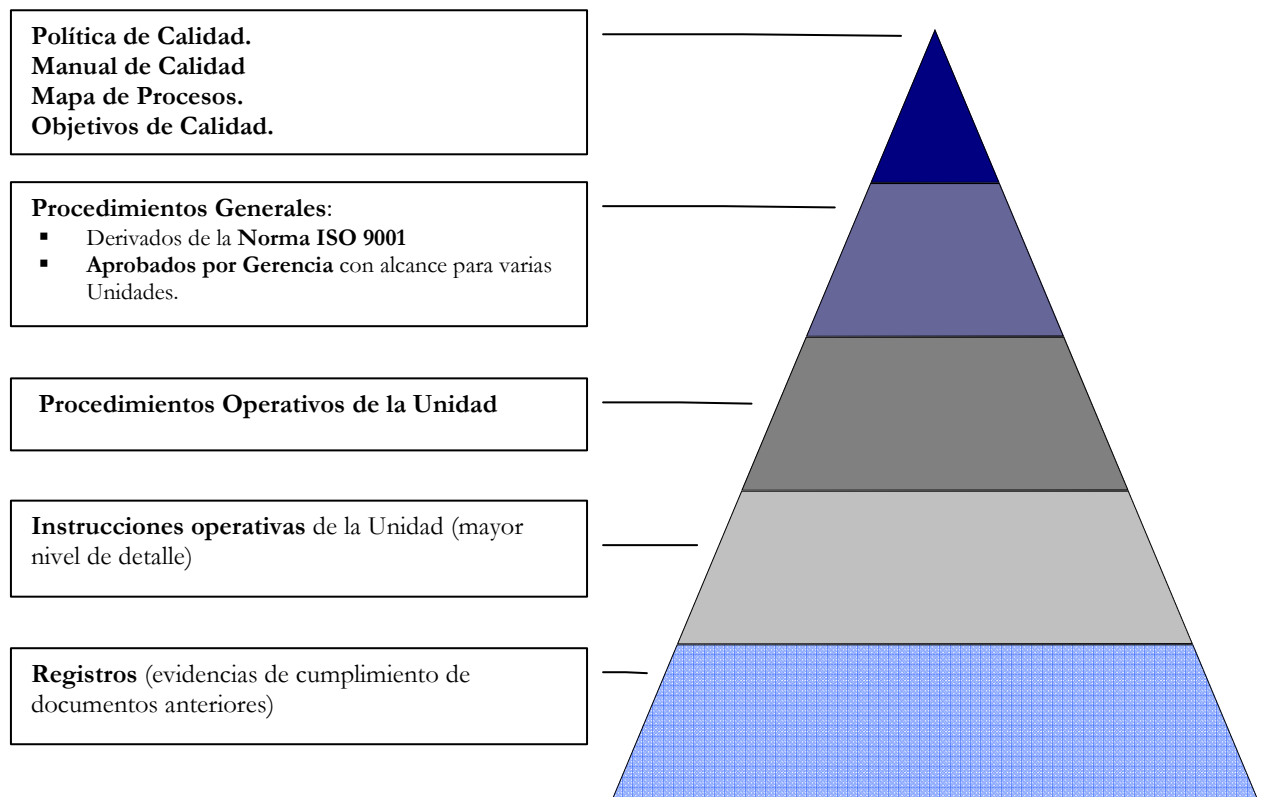 Política de Calidad.
Manual de Calidad
Mapa de Procesos.
Objetivos de Calidad.
Procedimientos Generales:
▪ Derivados de la Norma ISO 9001
▪ Aprobados por Gerencia con alcance para varias
Unidades.
Procedimientos Operativos de la Unidad
Instrucciones operativas de la Unidad (mayor
nivel de detalle)
Registros (evidencias de cumplimiento de
documentos anteriores)